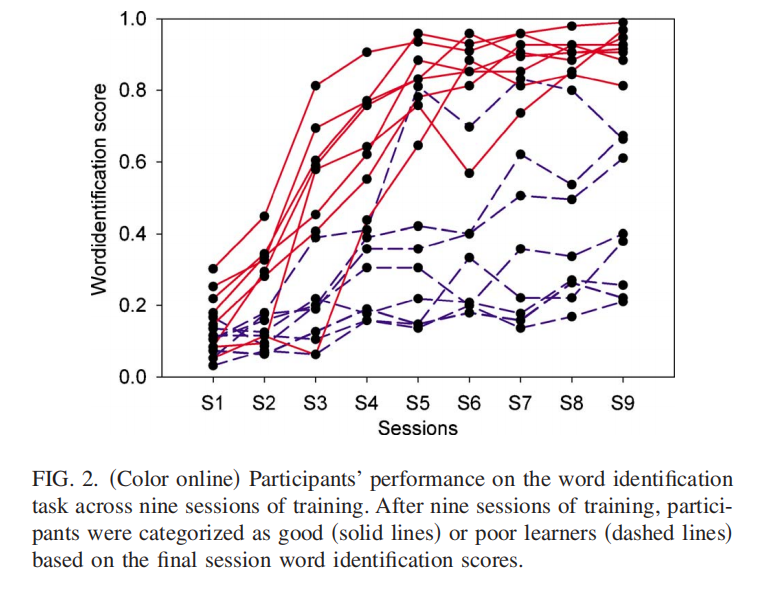 1.0
0.8
0.6
0.4
0.2
0.0
Wordidentification score
S1 S2 S3 S4 S5 S6 S7 S8 S9
Sessions
FIG. 2. (Color online) Participants’ performance on the word identification
task across nine sessions of training. After nine sessions of training, partici-
pants were categorized as good (solid lines) or poor learners (dashed lines)
based on the final session word identification scores.